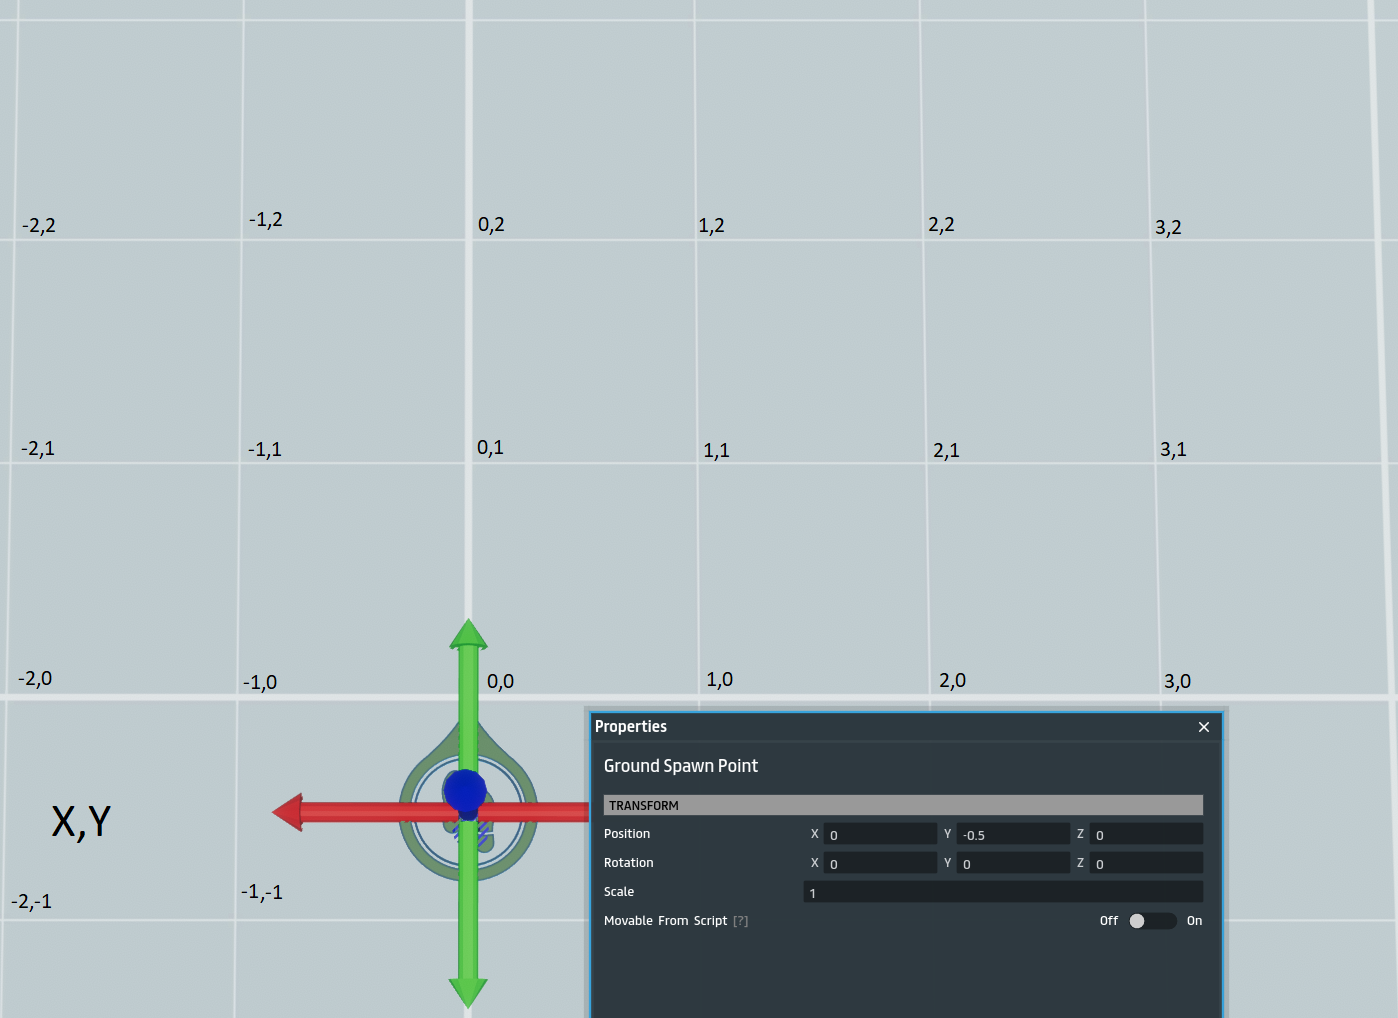 -2,2 -1,2 0,2 1,2 2,2 3,2
-2,1 -1,1 0,1 1,1 2,1 3,1
-2,0 -1,0 0,0 1,0 2,0 3,0
X,Y
-2,-1 -1,-1
Properties
Ground Spawn Point
TRANSFORM
Position X 0 Y -0.5 Z 0
Rotation X 0 Y 0 Z 0
Scale 1
Movable From Script [?] Off On